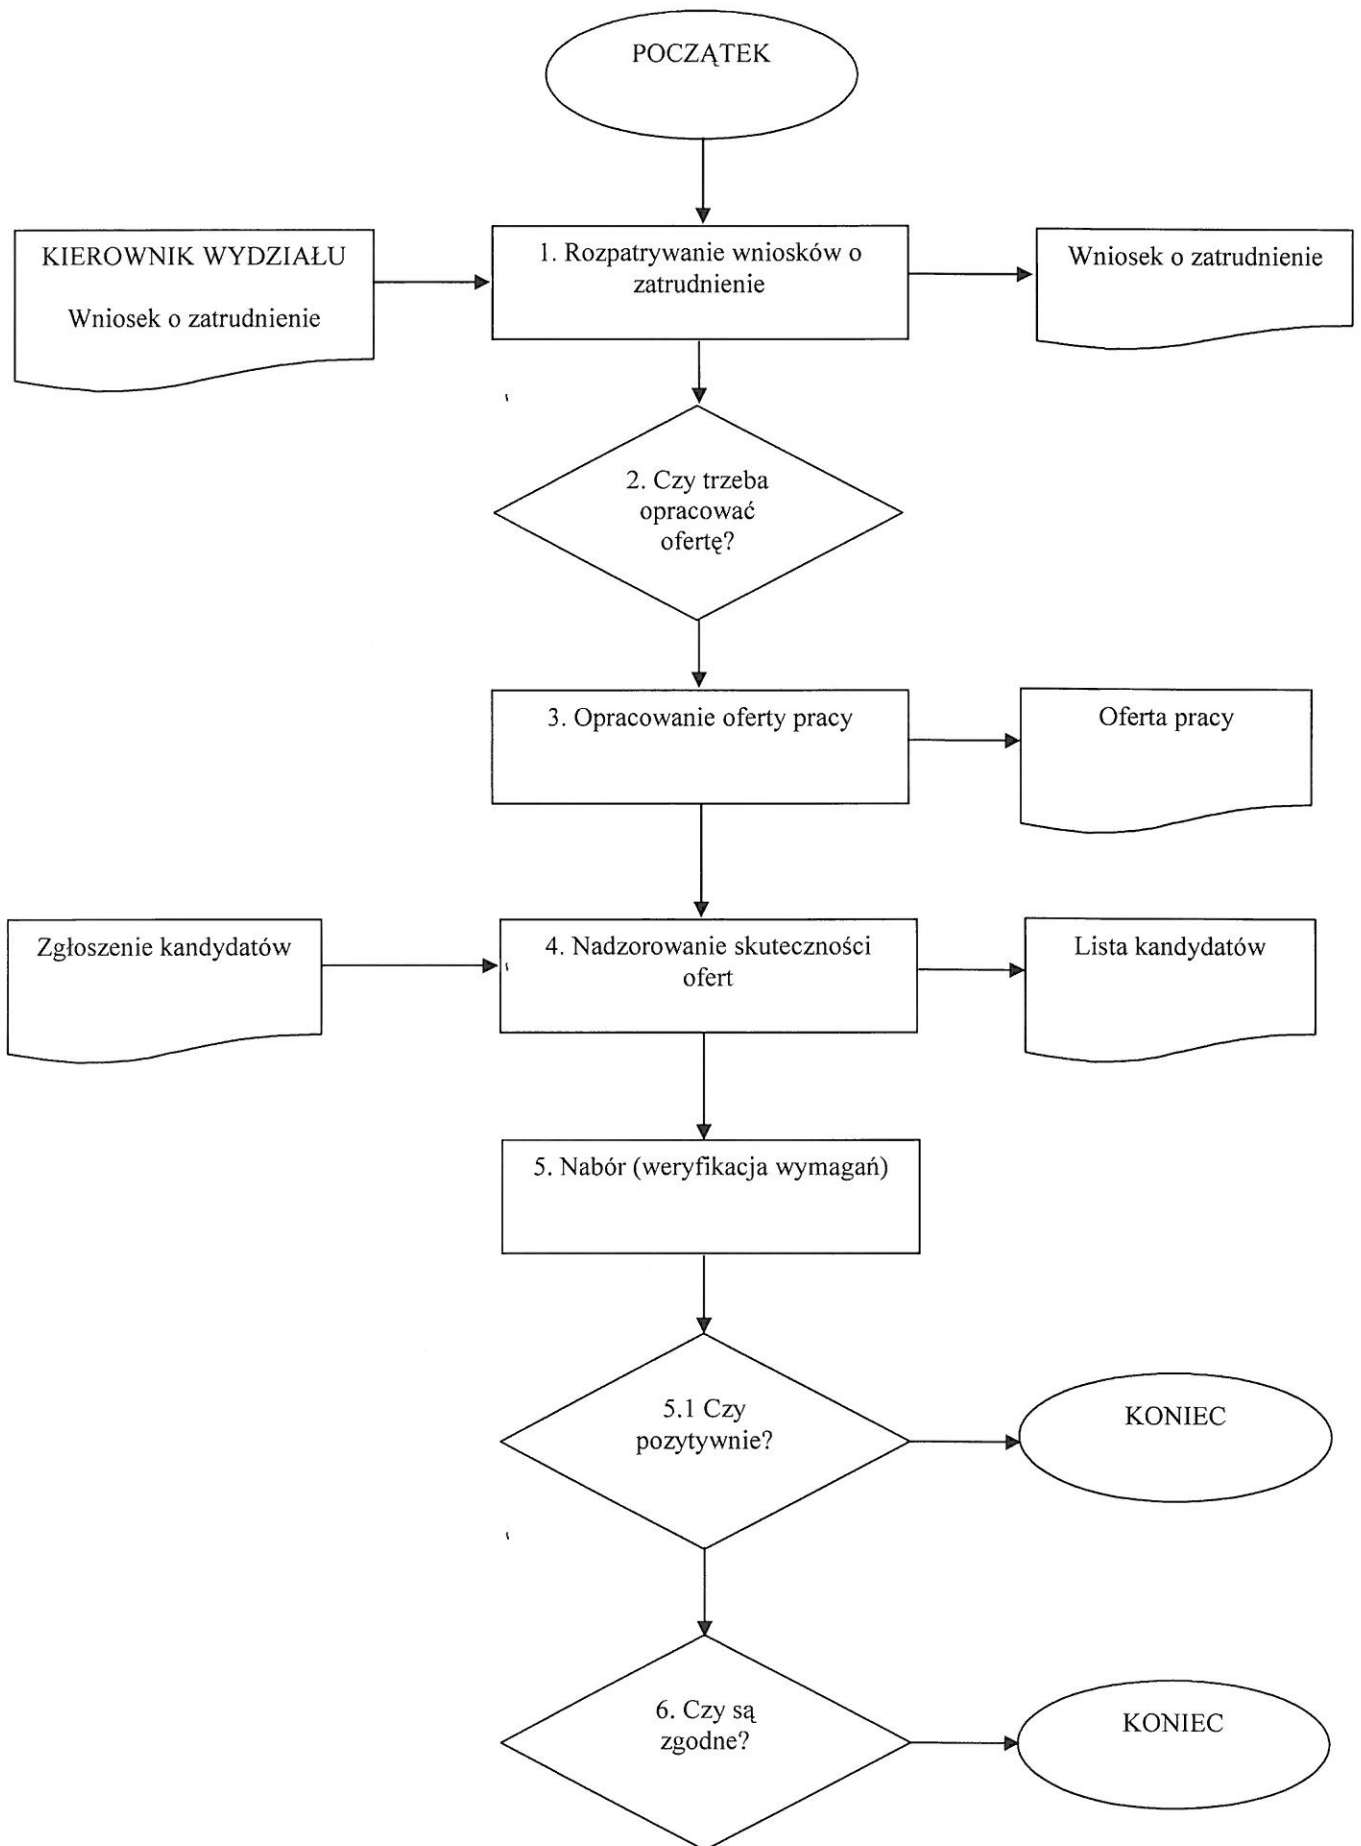 POCZĄTEK
KIEROWNIK WYDZIAŁU
Wniosek o zatrudnienie
1. Rozpatrywanie wniosków o
zatrudnienie
Wniosek o zatrudnienie
2. Czy trzeba
opracować
ofertę?
3. Opracowanie oferty pracy
Oferta pracy
Zgłoszenie kandydatów
4. Nadzorowanie skuteczności
ofert
Lista kandydatów
5. Nabór (weryfikacja wymagań)
5.1 Czy
pozytywnie?
KONIEC
6. Czy są
zgodne?
KONIEC